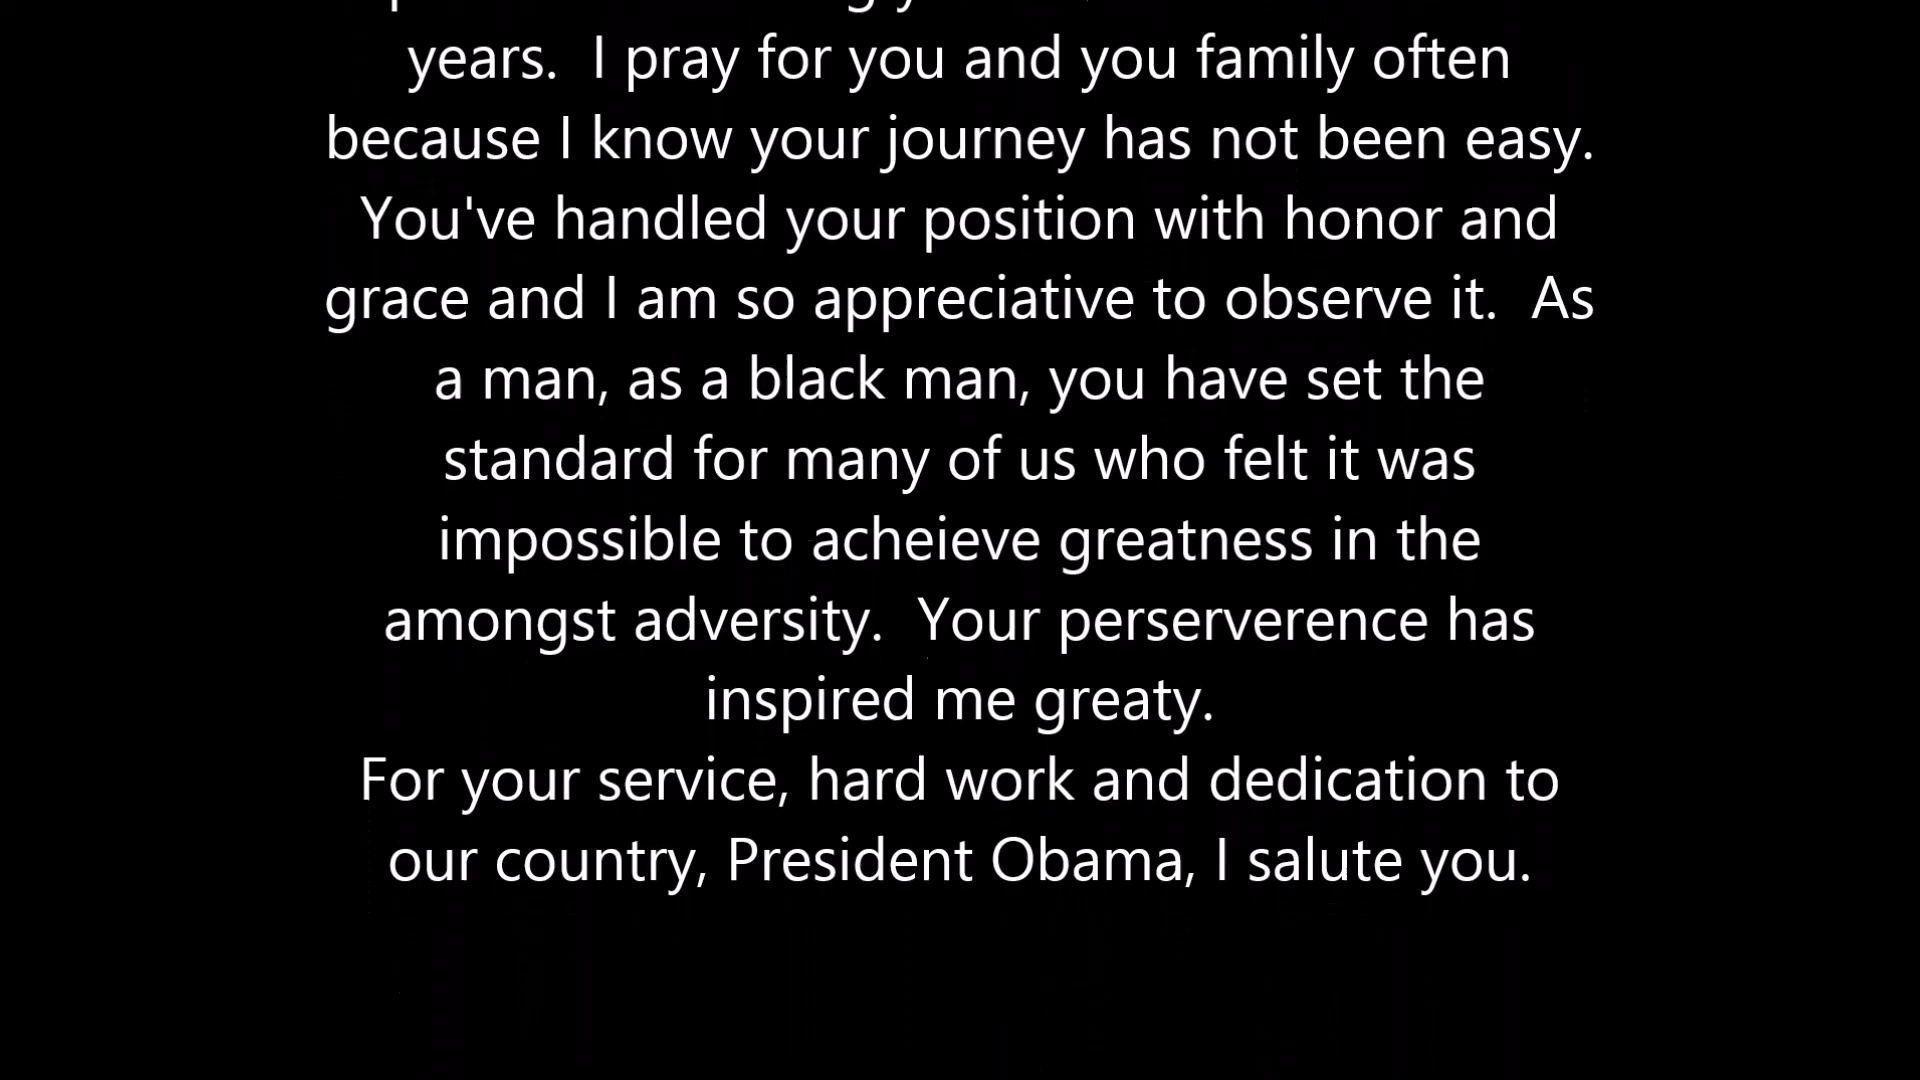 years.  I pray for you and you family often
because I know your journey has not been easy.
You've handled your position with honor and
grace and I am so appreciative to observe it.  As
a man, as a black man, you have set the
standard for many of us who felt it was
impossible to acheieve greatness in the
amongst adversity.  Your perserverence has
inspired me greaty.
For your service, hard work and dedication to
our country, President Obama, I salute you.